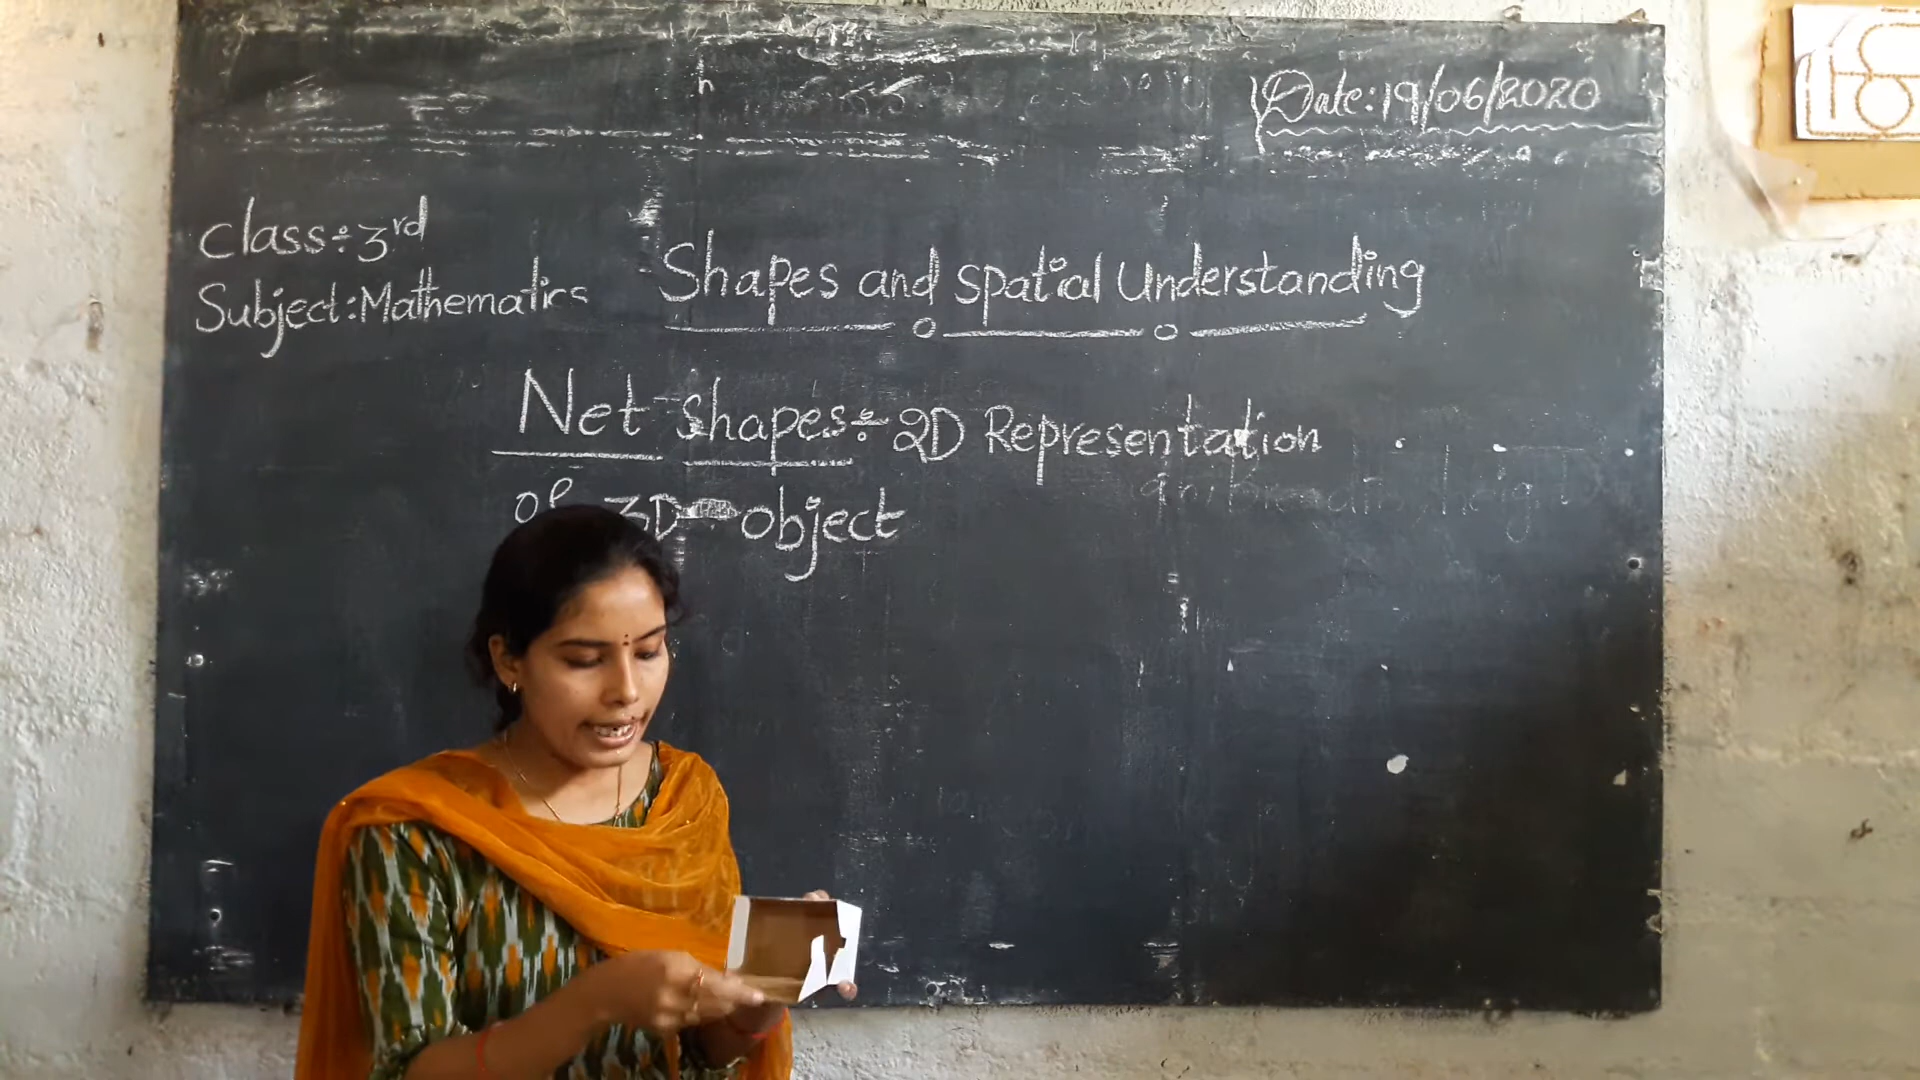 Date:19/06/2020
Class÷3rd
Subject:Mathematics
Shapes and Spatial Understanding
Net Shapes÷2D Representation
of 3D object